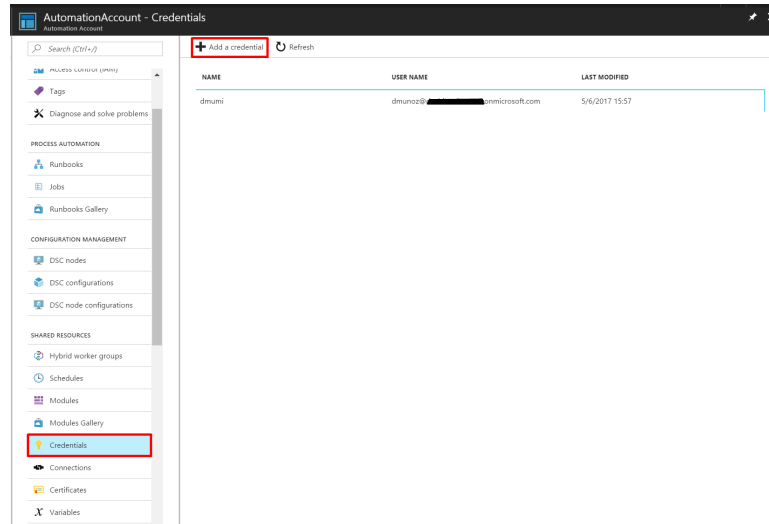 AutomationAccount - Credentials
Automation Account
Search (Ctrl+/)
Add a credential
Refresh
Access control (IAM)
Tags
Diagnose and solve problems
PROCESS AUTOMATION
Runbooks
Jobs
Runbooks Gallery
CONFIGURATION MANAGEMENT
DSC nodes
DSC configurations
DSC node configurations
SHARED RESOURCES
Hybrid worker groups
Schedules
Modules
Modules Gallery
Credentials
Connections
Certificates
Variables
NAME USER NAME LAST MODIFIED
dmumi dmunoz@ onmicrosoft.com 5/6/2017 15:57